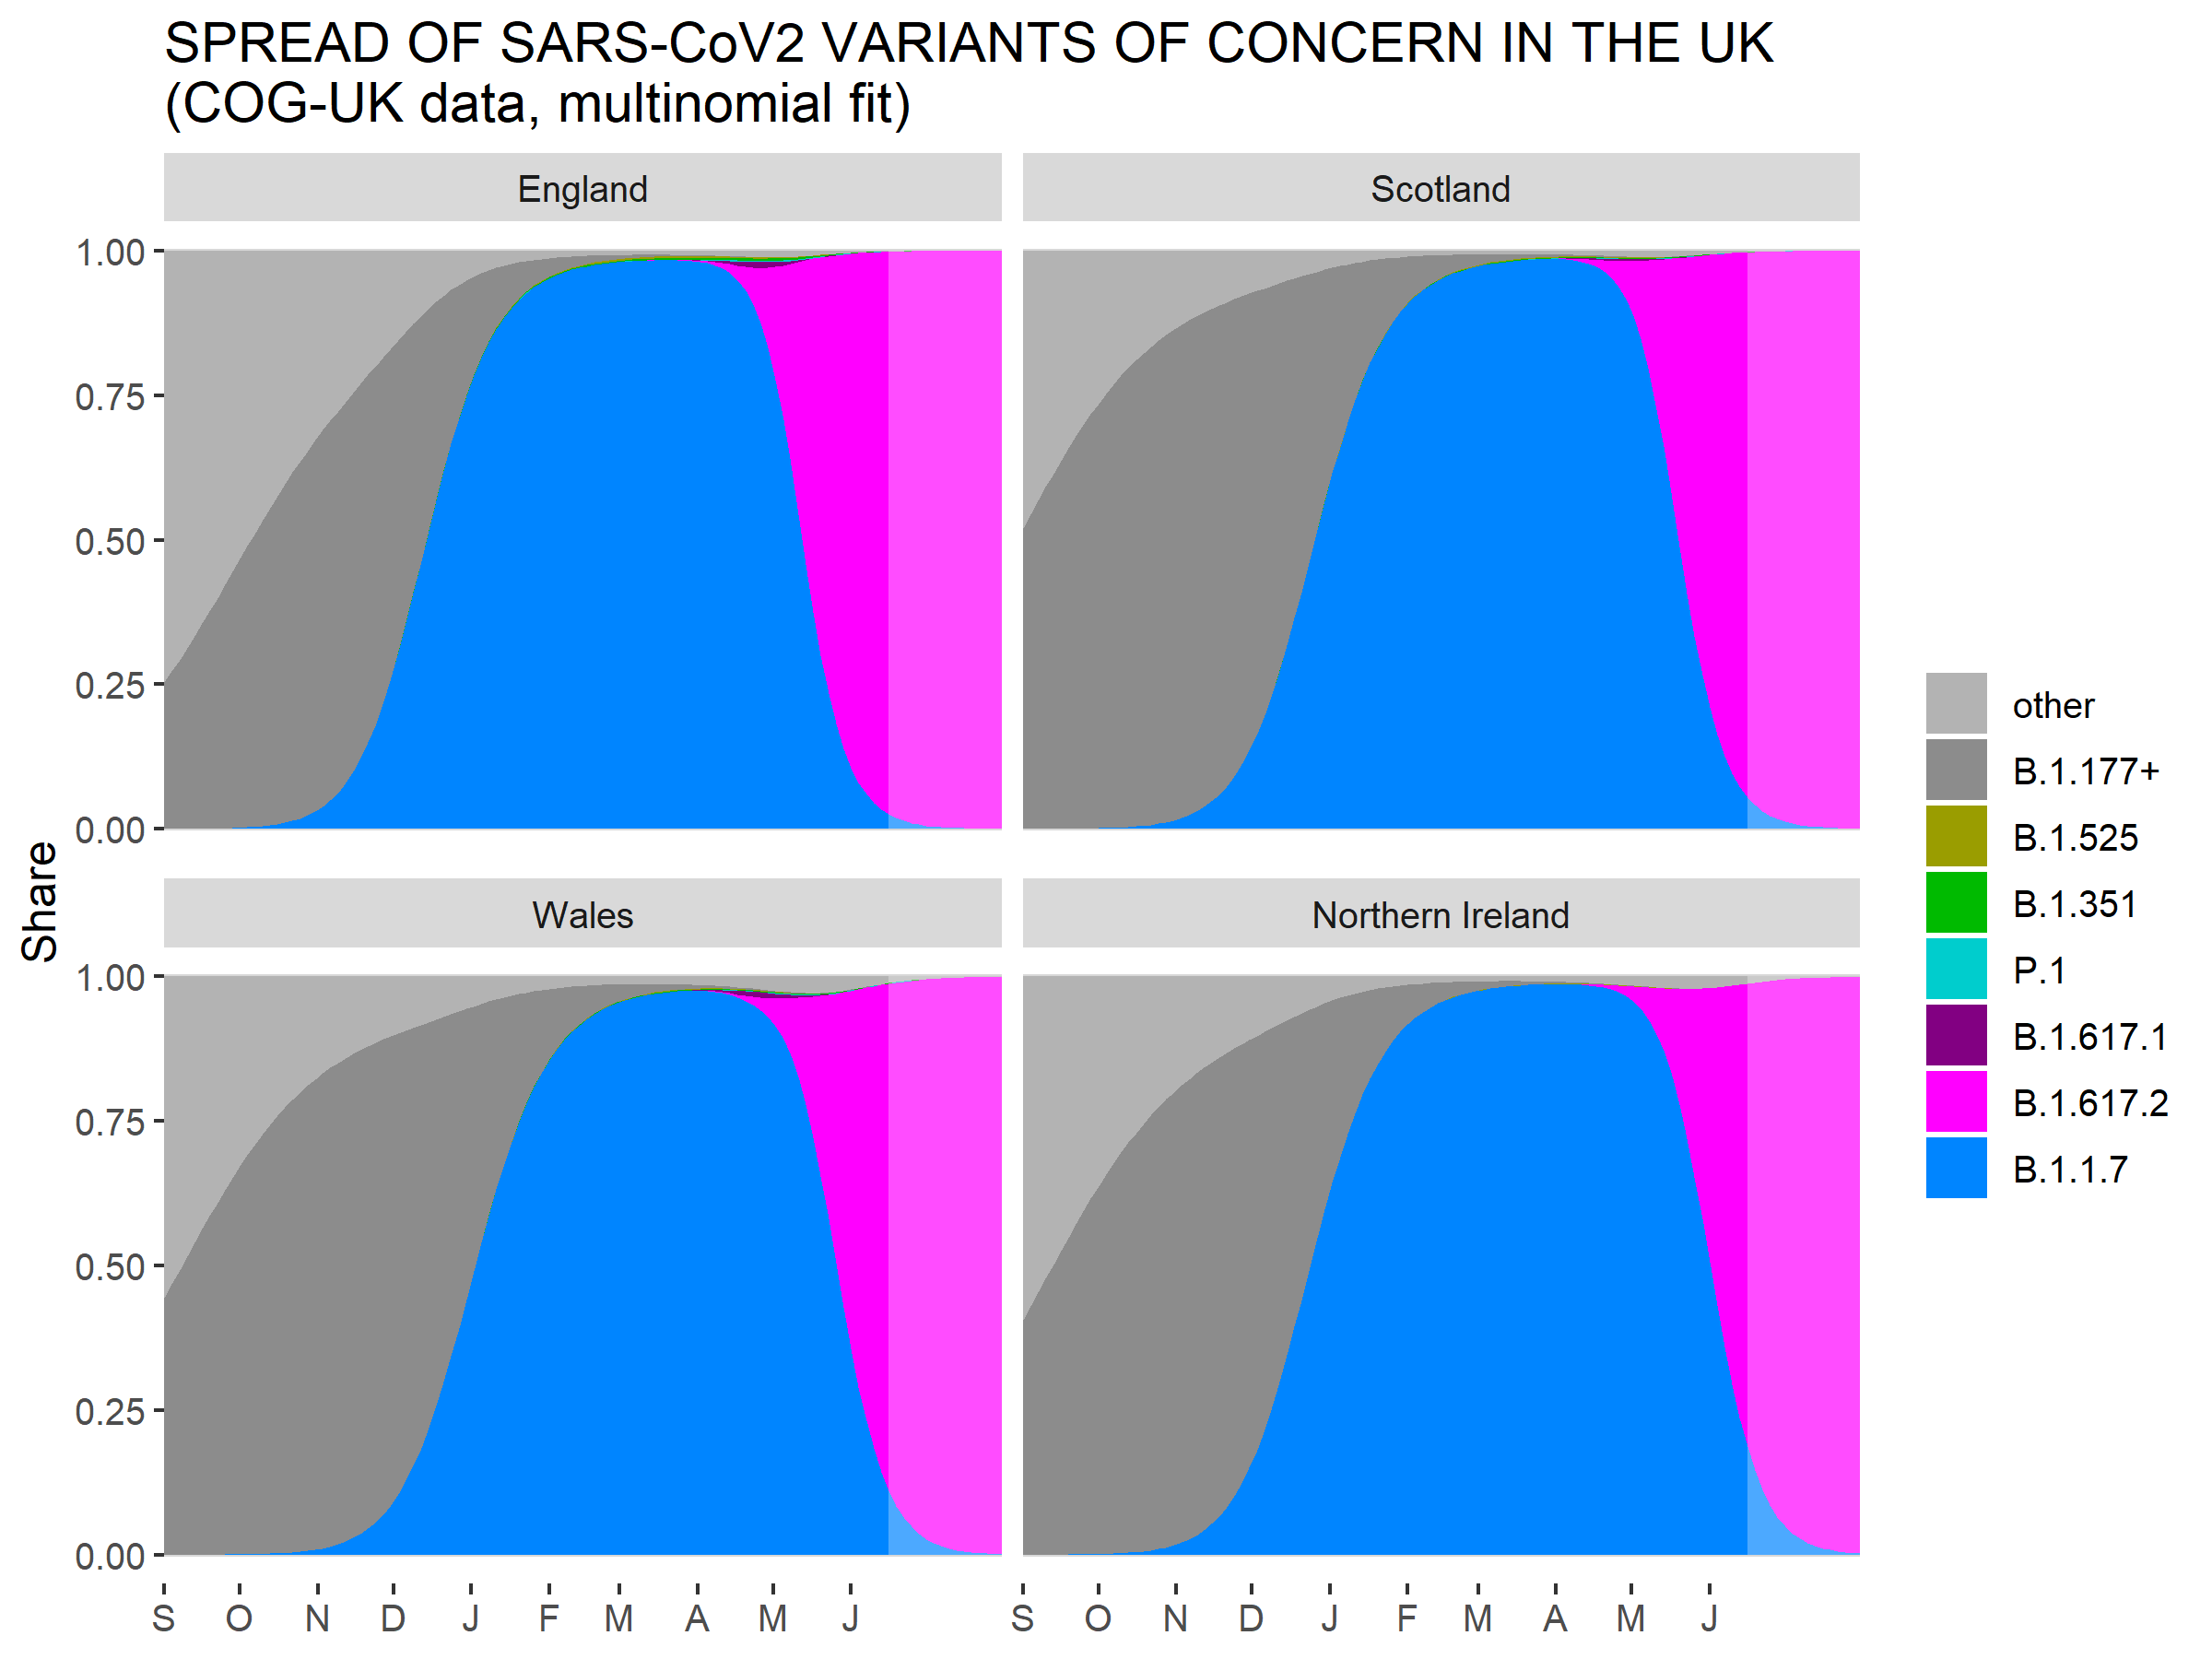 SPREAD OF SARS-CoV2 VARIANTS OF CONCERN IN THE UK
(COG-UK data, multinomial fit)
England
Scotland
1.00
0.75
0.50
0.25
0.00
Share
Wales
Northern Ireland
1.00
0.75
0.50
0.25
0.00
S O N D J F M A M J
S O N D J F M A M J
other
B.1.177+
B.1.525
B.1.351
P.1
B.1.617.1
B.1.617.2
B.1.1.7